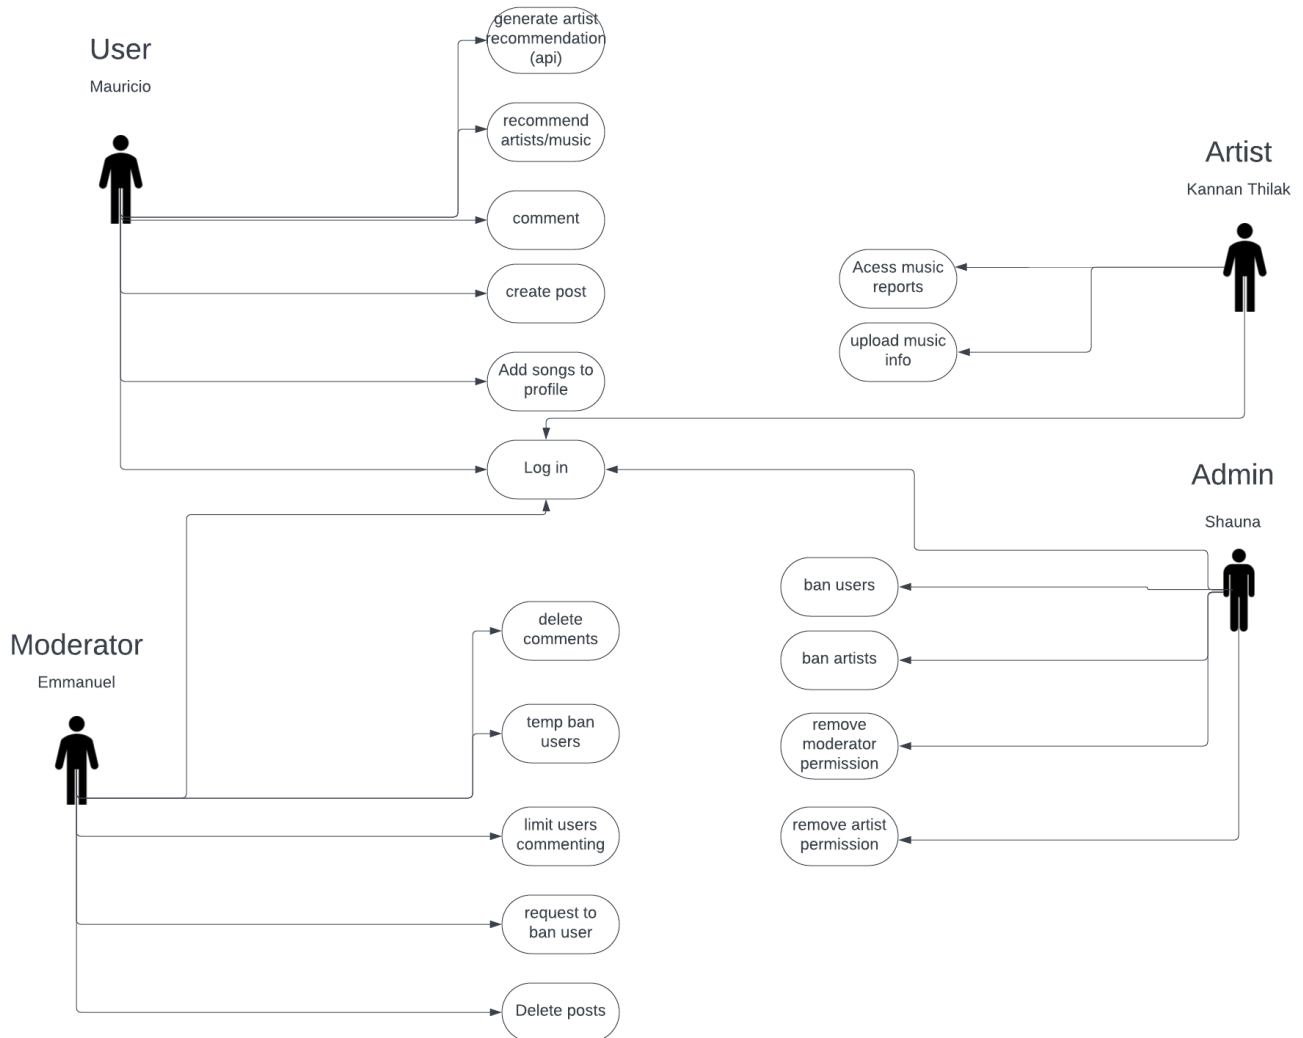 User
Mauricio
generate artist
recommendation
(api)
recommend
artists/music
comment
create post
Add songs to
profile
Log in
Artist
Kannan Thilak
Acess music
reports
upload music
info
Admin
Shauna
ban users
ban artists
remove
moderator
permission
remove artist
permission
Moderator
Emmanuel
delete
comments
temp ban
users
limit users
commenting
request to
ban user
Delete posts